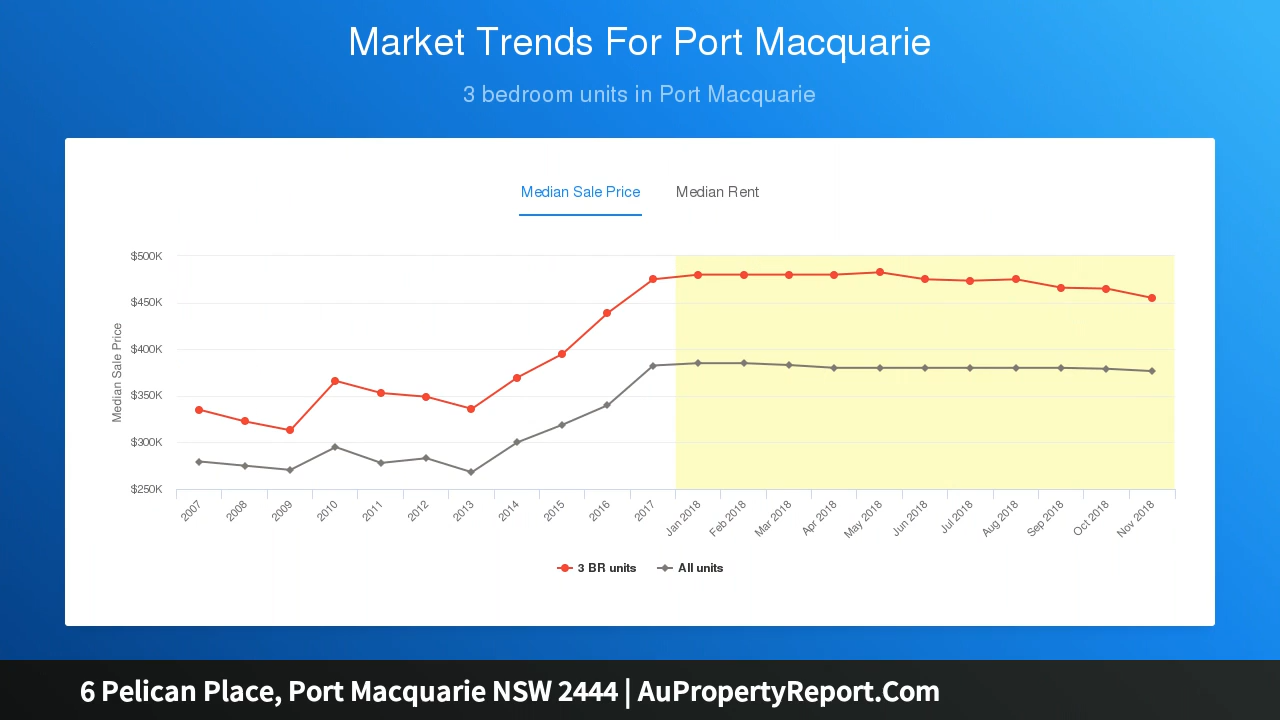 Market Trends For Port Macquarie
3 bedroom units in Port Macquarie
Median Sale Price Median Rent
$500K
$450K
$400K
$350K
$300K
$250K
Median Sale Price
2007 2008 2009 2010 2011 2012 2013 2014 2015 2016 2017 Jan 2018 Feb 2018 Mar 2018 Apr 2018 May 2018 Jun 2018 Jul 2018 Aug 2018 Sep 2018 Oct 2018 Nov 2018
3 BR units All units
6 Pelican Place, Port Macquarie NSW 2444 | AuPropertyReport.Com